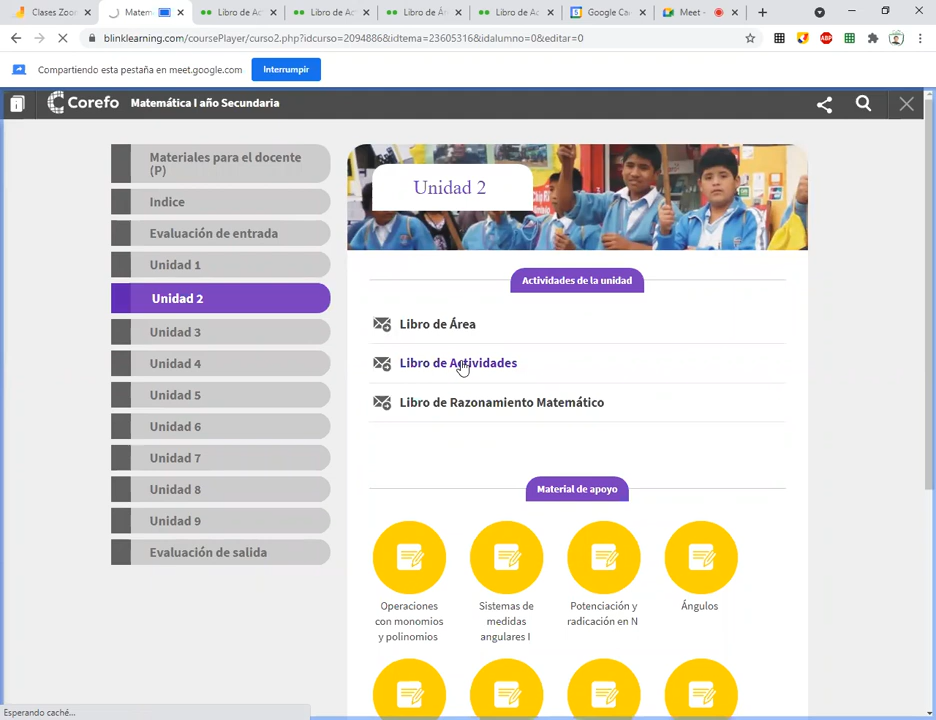 Clases Zoo
Matem
Libro de Ac
Libro de Ac
Libro de Ár
Libro de Ac
Google Ca
Meet -
blinklearning.com/coursePlayer/curso2.php?idcurso=2094886&idtema=23605316&idalumno=0&editar=0
ABP
Compartiendo esta pestaña en meet.google.com
Interrumpir
Corefo
Matemática I año Secundaria
Materiales para el docente
(P)
Indice
Evaluación de entrada
Unidad 1
Unidad 2
Unidad 3
Unidad 4
Unidad 5
Unidad 6
Unidad 7
Unidad 8
Unidad 9
Evaluación de salida
Unidad 2
Actividades de la unidad
Libro de Área
Libro de Actividades
Libro de Razonamiento Matemático
Material de apoyo
Operaciones
con monomios
y polinomios
Sistemas de
medidas
angulares I
Potenciación y
radicación en N
Ángulos
Esperando caché...